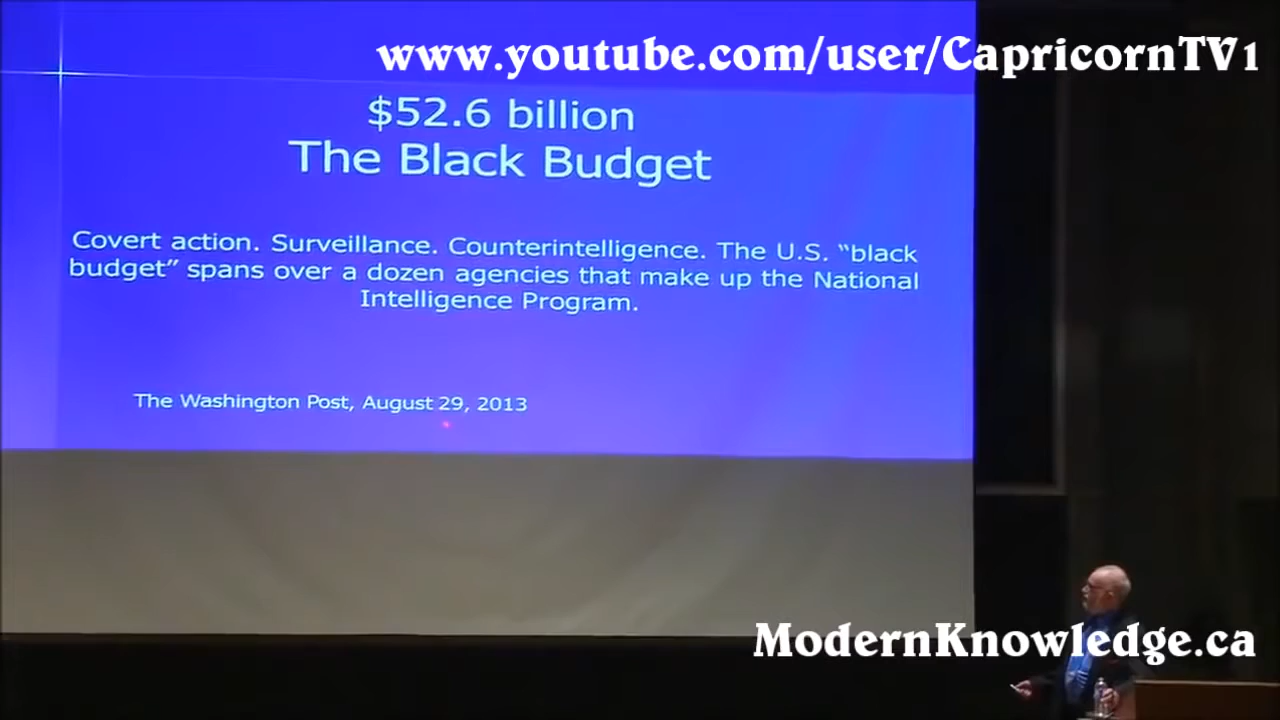 www.youtube.com/user/CapricornTV1
$52.6 billion
The Black Budget
Covert action. Surveillance. Counterintelligence. The U.S. “black
budget” spans over a dozen agencies that make up the National
Intelligence Program.
The Washington Post, August 29, 2013
ModernKnowledge.ca